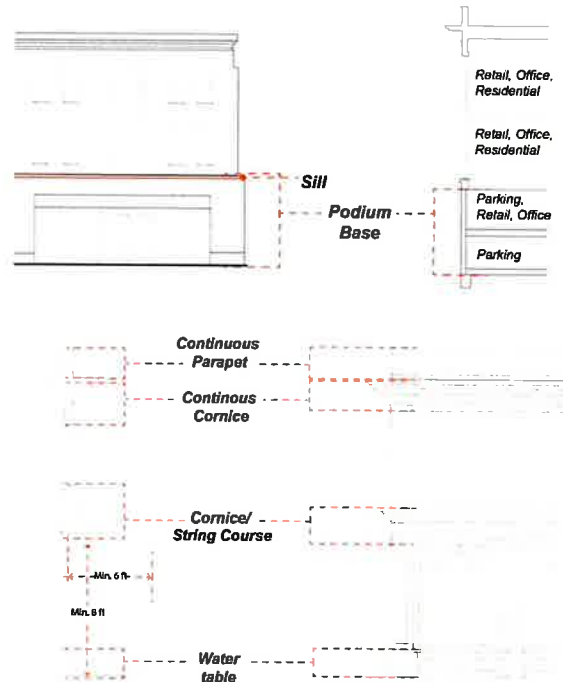 Retail, Office,
Residential
Retail, Office,
Residential
Sill
Podium
Base
Parking,
Retail, Office
Parking
Continuous
Parapet
Continous
Cornice
Cornice/
String Course
Min. 6 ft
Min. 8 ft
Water
table